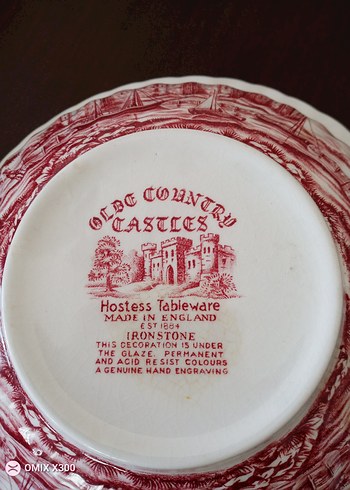 OLDE COUNTRY
CASTLES
Hostess Tableware
MADE IN ENGLAND
EST 1884
IRONSTONE
THIS DECORATION IS UNDER
THE GLAZE. PERMANENT
AND ACID RESIST COLOURS
A GENUINE HAND ENGRAVING
OMIX X300